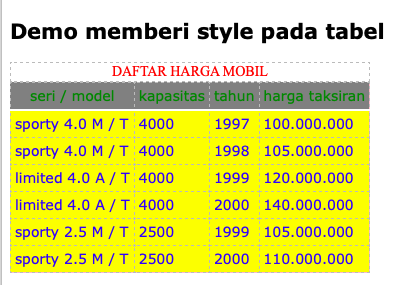 Demo memberi style pada tabel
DAFTAR HARGA MOBIL
seri / model kapasitas tahun harga taksiran
sporty 4.0 M / T 4000 1997 100.000.000
sporty 4.0 M / T 4000 1998 105.000.000
limited 4.0 A / T 4000 1999 120.000.000
limited 4.0 A / T 4000 2000 140.000.000
sporty 2.5 M / T 2500 1999 105.000.000
sporty 2.5 M / T 2500 2000 110.000.000